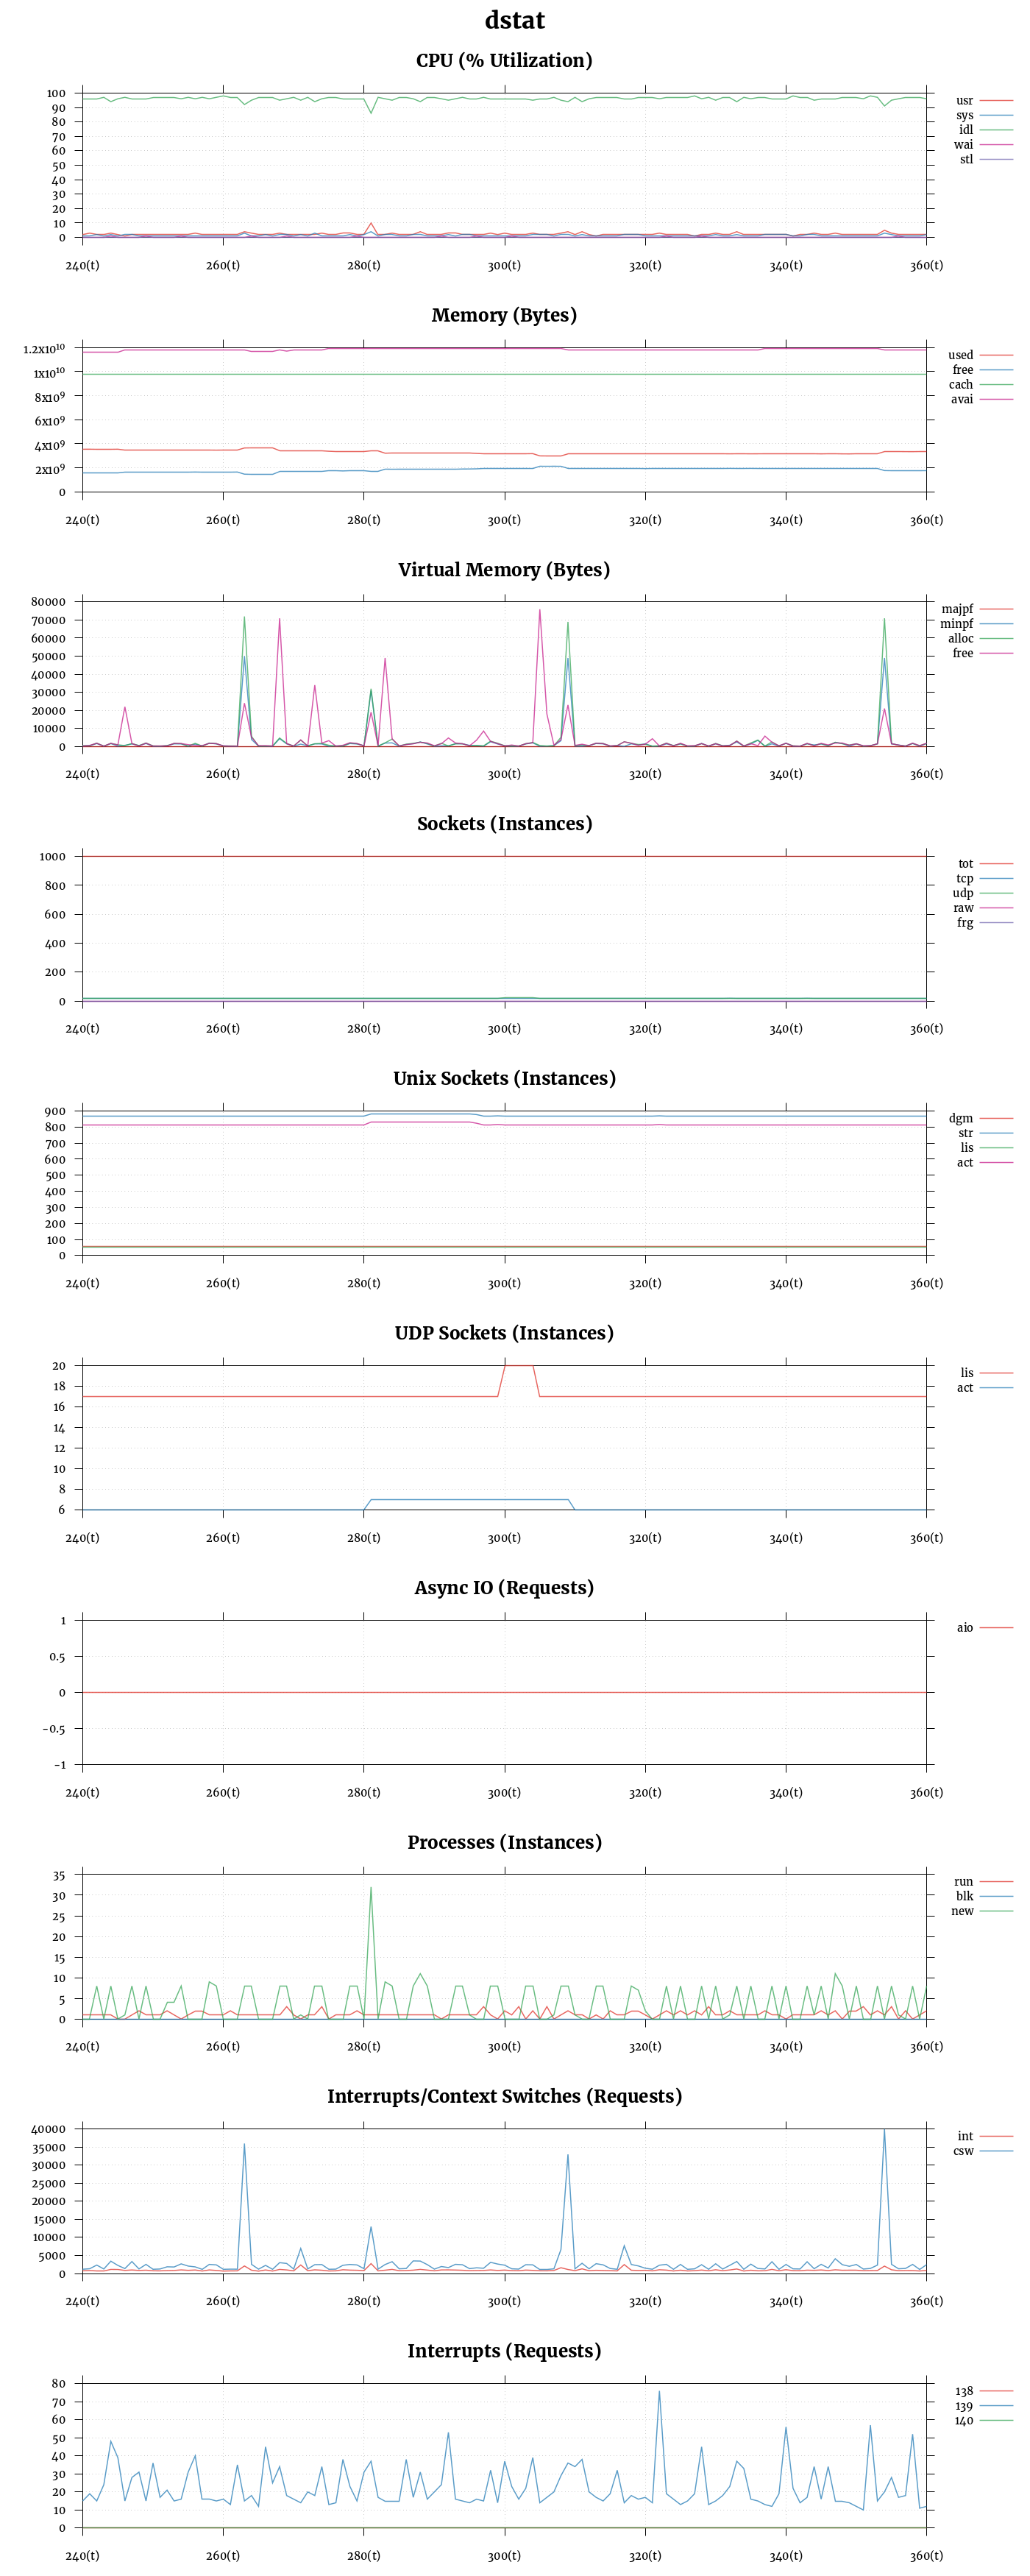 dstat
CPU (% Utilization)
100
90
80
70
60
50
40
30
20
10
0
240(t) 260(t) 280(t) 300(t) 320(t) 340(t) 360(t)
usr
sys
idl
wai
stl
Memory (Bytes)
1.2x10¹⁰
1x10¹⁰
8x10⁹
6x10⁹
4x10⁹
2x10⁹
0
240(t) 260(t) 280(t) 300(t) 320(t) 340(t) 360(t)
used
free
cach
avai
Virtual Memory (Bytes)
80000
70000
60000
50000
40000
30000
20000
10000
0
240(t) 260(t) 280(t) 300(t) 320(t) 340(t) 360(t)
majpf
minpf
alloc
free
Sockets (Instances)
1000
800
600
400
200
0
240(t) 260(t) 280(t) 300(t) 320(t) 340(t) 360(t)
tot
tcp
udp
raw
frg
Unix Sockets (Instances)
900
800
700
600
500
400
300
200
100
0
240(t) 260(t) 280(t) 300(t) 320(t) 340(t) 360(t)
dgm
str
lis
act
UDP Sockets (Instances)
20
18
16
14
12
10
8
6
240(t) 260(t) 280(t) 300(t) 320(t) 340(t) 360(t)
lis
act
Async IO (Requests)
1
0.5
0
-0.5
-1
240(t) 260(t) 280(t) 300(t) 320(t) 340(t) 360(t)
aio
Processes (Instances)
35
30
25
20
15
10
5
0
240(t) 260(t) 280(t) 300(t) 320(t) 340(t) 360(t)
run
blk
new
Interrupts/Context Switches (Requests)
40000
35000
30000
25000
20000
15000
10000
5000
0
240(t) 260(t) 280(t) 300(t) 320(t) 340(t) 360(t)
int
csw
Interrupts (Requests)
80
70
60
50
40
30
20
10
0
240(t) 260(t) 280(t) 300(t) 320(t) 340(t) 360(t)
138
139
140